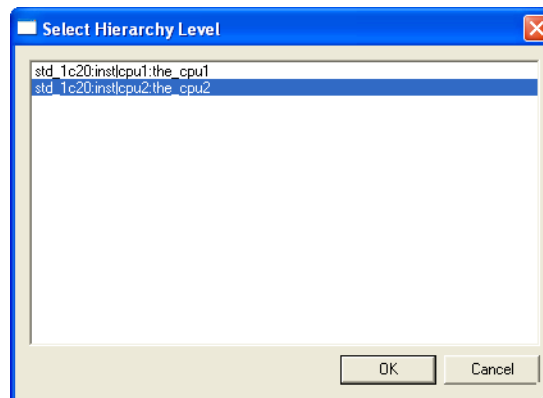 Select Hierarchy Level
std_1c20:inst|cpu1:the_cpu1
std_1c20:inst|cpu2:the_cpu2
OK
Cancel